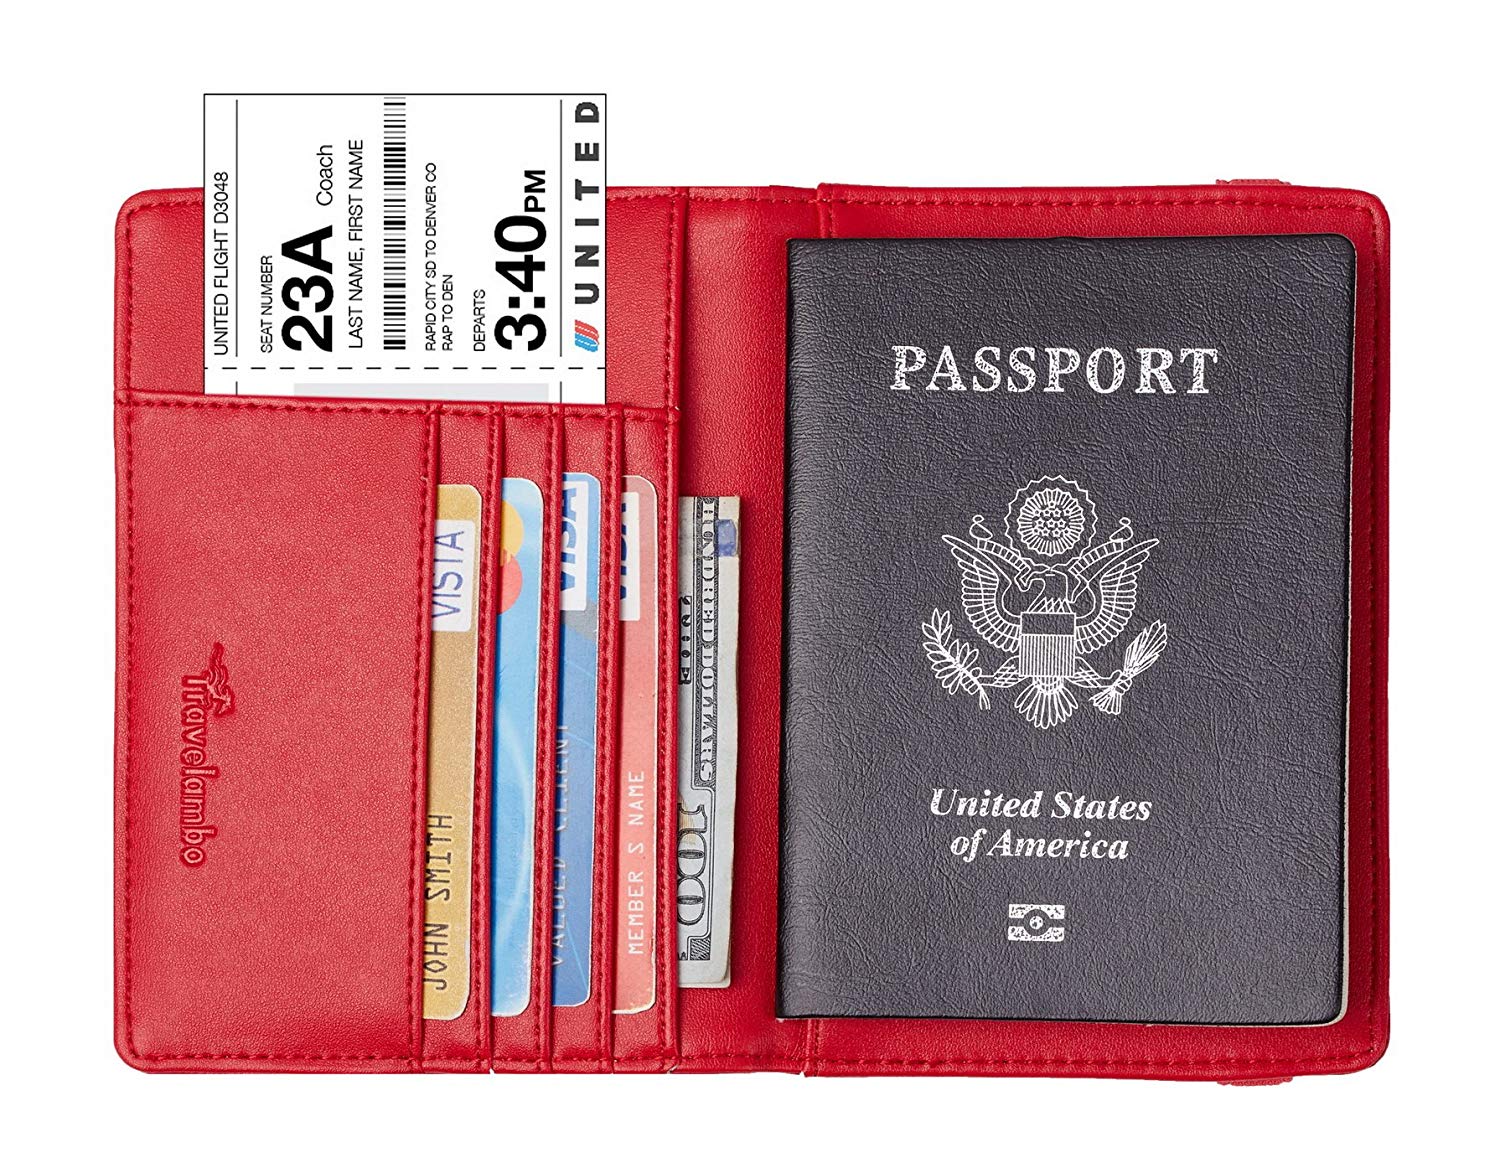 UNITED FLIGHT D3048
SEAT NUMBER
23A Coach
LAST NAME, FIRST NAME
RAPID CITY SD TO DENVER CO
RAP TO DEN
DEPARTS
3:40PM
UNITED
Travelambo
VISTA
JOHN SMITH
VISA
VALUED CLIENT
VISA
MEMBER S NAME
100
PASSPORT
United States
of America